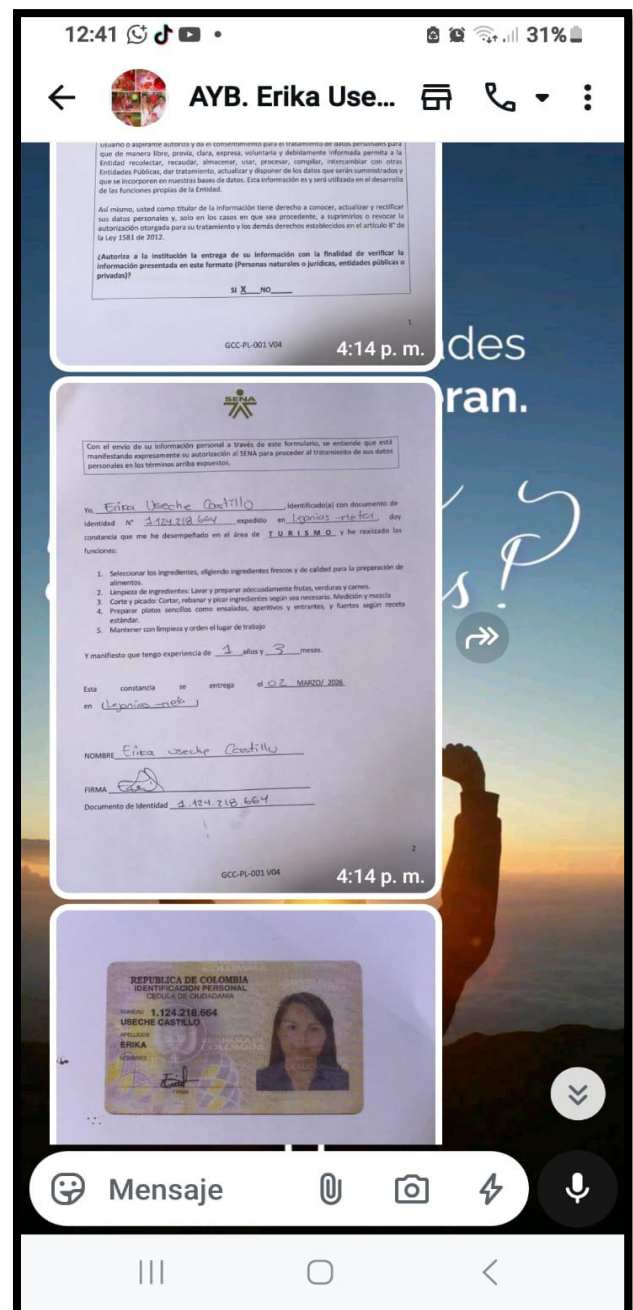 12:41
31%
AYB. Erika Use...
usuario o aspirante autoriza y da el consentimiento para el tratamiento de datos personales para
que de manera libre, previa, clara, expresa, voluntaria y debidamente informada permita a la
Entidad recolectar, recaudar, almacenar, usar, procesar, compilar, intercambiar con otras
Entidades Públicas, dar tratamiento, actualizar y disponer de los datos que serán suministrados y
que se incorporen en nuestras bases de datos. Esta información es y será utilizada en el desarrollo
de las funciones propias de la Entidad.
Así mismo, usted como titular de la información tiene derecho a conocer, actualizar y rectificar
sus datos personales y, solo en los casos en que sea procedente, a suprimirlos o revocar la
autorización otorgada para su tratamiento y los demás derechos establecidos en el artículo 8° de
la Ley 1581 de 2012.
¿Autoriza a la institución la entrega de su información con la finalidad de verificar la
información presentada en este formato (Personas naturales o jurídicas, entidades públicas o
privadas)?
SI X NO____
1
GCC-PL-001 V04
4:14 p. m.
des
ran.
SENA
Con el envío de su información personal a través de este formulario, se entiende que está
manifestando expresamente su autorización al SENA para proceder al tratamiento de sus datos
personales en los términos arriba expuestos.
Yo, Erika Useche Castillo, identificado(a) con documento de
identidad N° 1.124.218.664 expedido en Lejanias -Meta, doy
constancia que me he desempeñado en el área de T U R I S M O y he realizado las
funciones:
1. Seleccionar los ingredientes, eligiendo ingredientes frescos y de calidad para la preparación de
alimentos.
2. Limpieza de ingredientes: Lavar y preparar adecuadamente frutas, verduras y carnes.
3. Corte y picado: Cortar, rebanar y picar ingredientes según sea necesario. Medición y mezcla
4. Preparar platos sencillos como ensaladas, aperitivos y entrantes, y fuertes según receta
estándar.
5. Mantener con limpieza y orden el lugar de trabajo
Y manifiesto que tengo experiencia de 1 años y 3 meses.
Esta constancia se entrega el 02 MARZO/ 2026
en (Lejanias -meta)
NOMBRE Erika Useche Castillo
FIRMA
Documento de Identidad 1.124.218.664
2
GCC-PL-001 V04
4:14 p. m.
REPUBLICA DE COLOMBIA
IDENTIFICACION PERSONAL
CEDULA DE CIUDADANIA
NUMERO 1.124.218.664
USECHE CASTILLO
APELLIDOS
ERIKA
NOMBRES
FIRMA
Mensaje